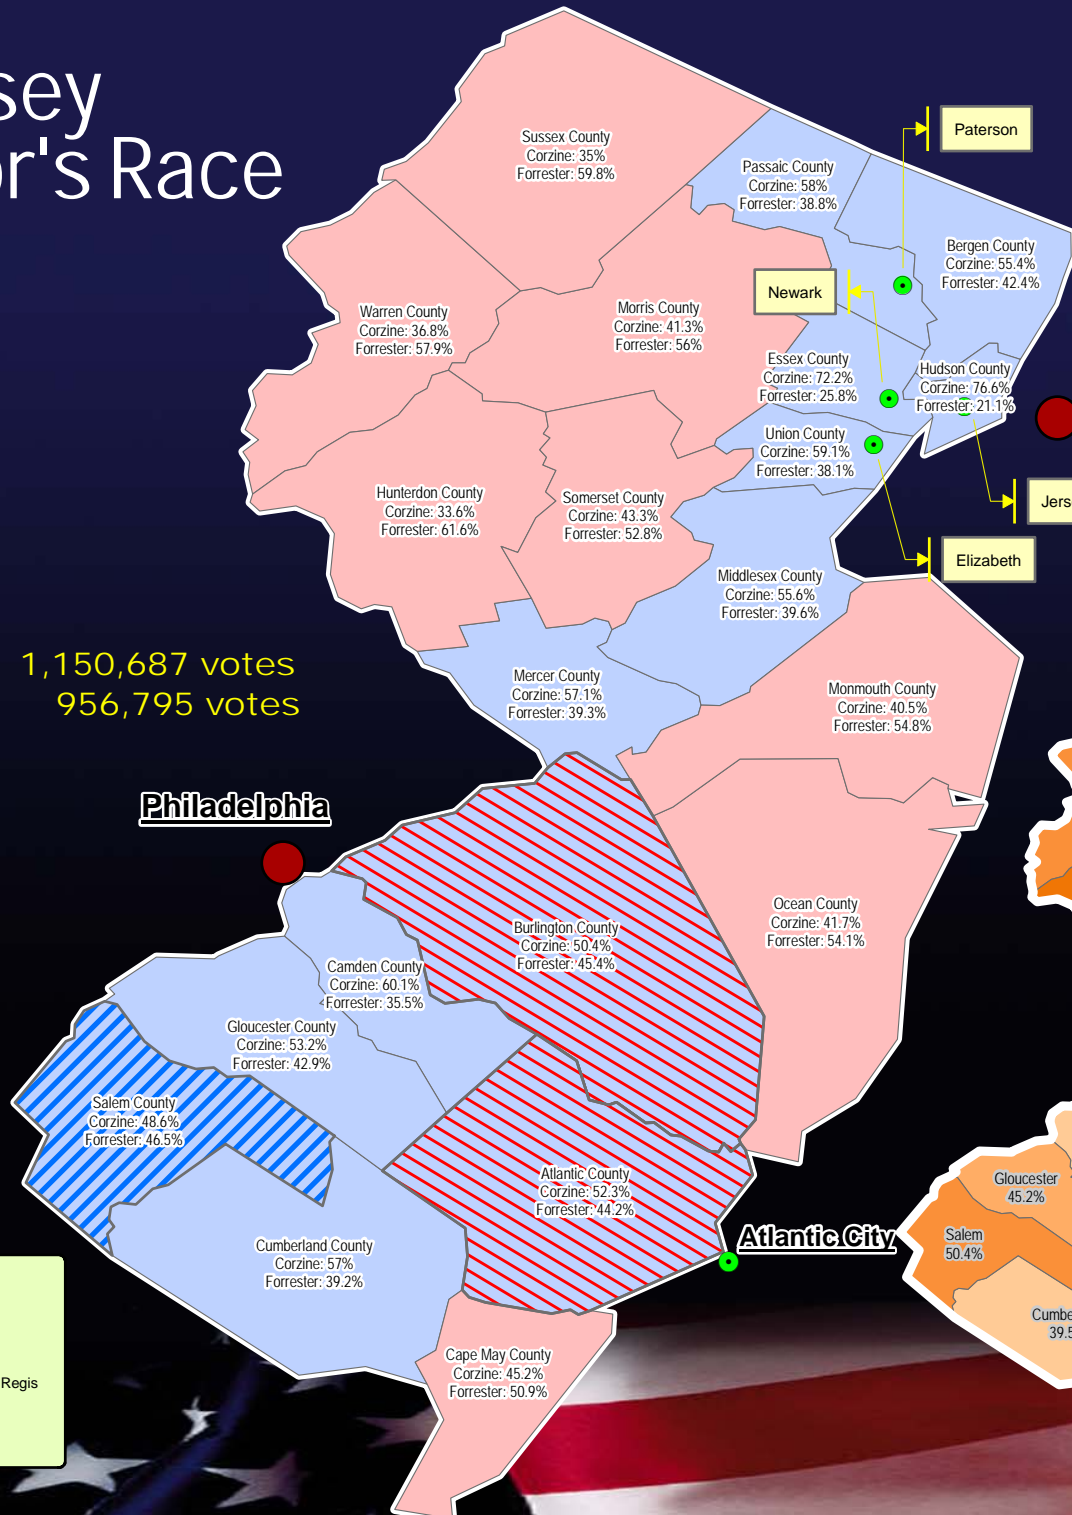 sey
or's Race
Sussex County
Corzine: 35%
Forrester: 59.8%
Paterson
Passaic County
Corzine: 58%
Forrester: 38.8%
Bergen County
Corzine: 55.4%
Forrester: 42.4%
Newark
Warren County
Corzine: 36.8%
Forrester: 57.9%
Morris County
Corzine: 41.3%
Forrester: 56%
Essex County
Corzine: 72.2%
Forrester: 25.8%
Hudson County
Corzine: 76.6%
Forrester: 21.1%
Union County
Corzine: 59.1%
Forrester: 38.1%
Hunterdon County
Corzine: 33.6%
Forrester: 61.6%
Somerset County
Corzine: 43.3%
Forrester: 52.8%
Jers
Elizabeth
Middlesex County
Corzine: 55.6%
Forrester: 39.6%
1,150,687 votes
956,795 votes
Mercer County
Corzine: 57.1%
Forrester: 39.3%
Monmouth County
Corzine: 40.5%
Forrester: 54.8%
Philadelphia
Ocean County
Corzine: 41.7%
Forrester: 54.1%
Burlington County
Corzine: 50.4%
Forrester: 45.4%
Camden County
Corzine: 60.1%
Forrester: 35.5%
Gloucester County
Corzine: 53.2%
Forrester: 42.9%
Salem County
Corzine: 48.6%
Forrester: 46.5%
Atlantic County
Corzine: 52.3%
Forrester: 44.2%
Gloucester
45.2%
Atlantic City
Salem
50.4%
Cumberland County
Corzine: 57%
Forrester: 39.2%
Cumbe
39.5
Cape May County
Corzine: 45.2%
Forrester: 50.9%
Regis